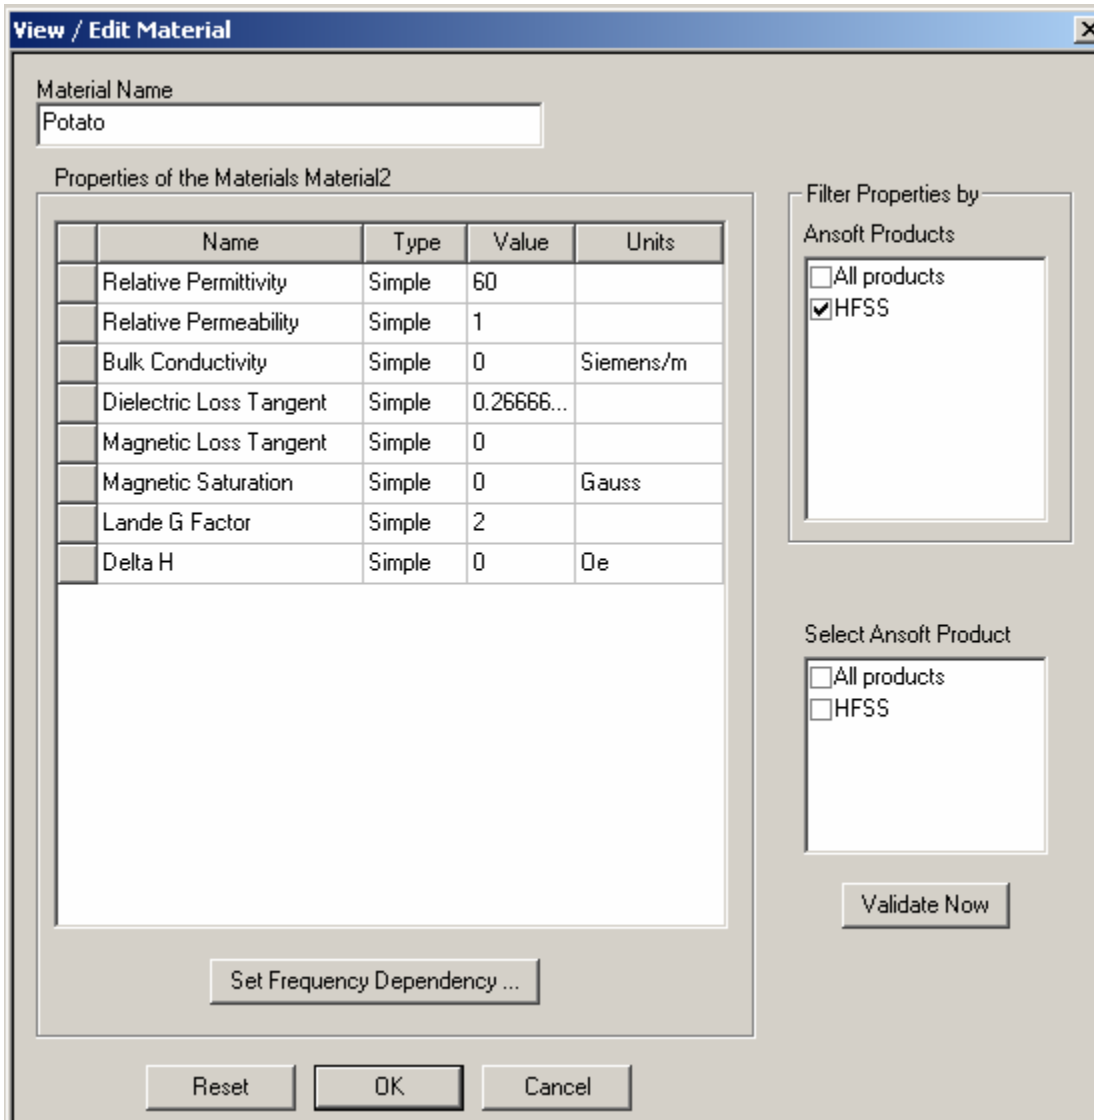 View / Edit Material
Material Name
Potato
Properties of the Materials Material2
Name Type Value Units
Relative Permittivity Simple 60
Relative Permeability Simple 1
Bulk Conductivity Simple 0 Siemens/m
Dielectric Loss Tangent Simple 0.26666...
Magnetic Loss Tangent Simple 0
Magnetic Saturation Simple 0 Gauss
Lande G Factor Simple 2
Delta H Simple 0 Oe
Set Frequency Dependency ...
Filter Properties by
Ansoft Products
All products
HFSS
Select Ansoft Product
All products
HFSS
Validate Now
Reset OK Cancel